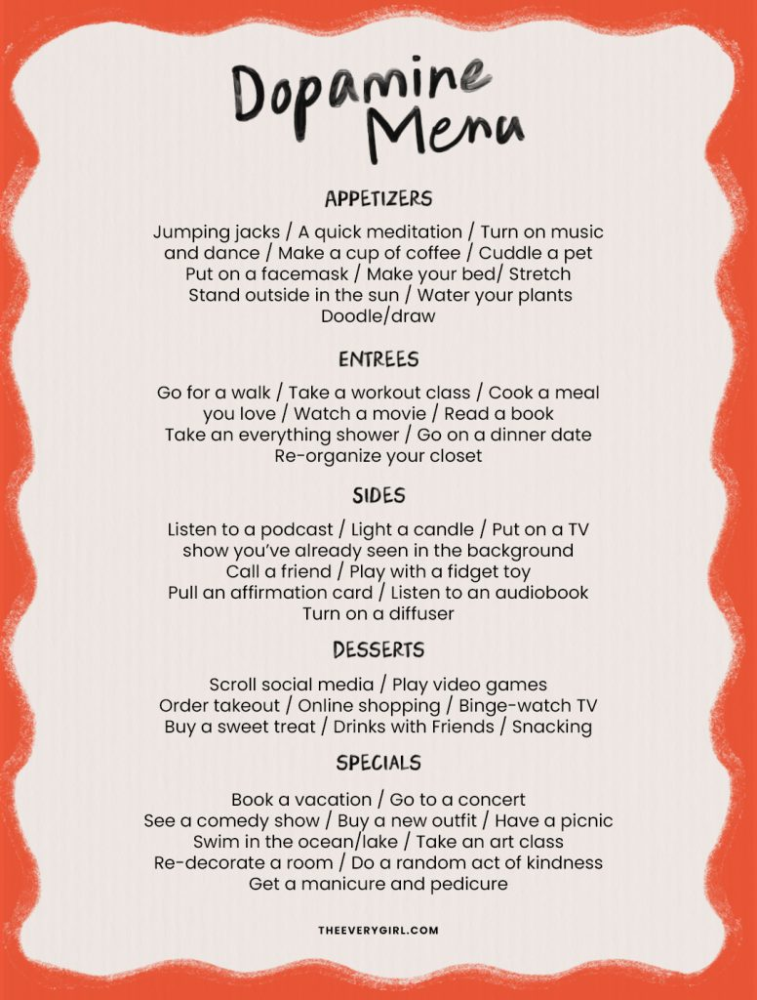 Dopamine
Menu
APPETIZERS
Jumping jacks / A quick meditation / Turn on music
and dance / Make a cup of coffee / Cuddle a pet
Put on a facemask / Make your bed/ Stretch
Stand outside in the sun / Water your plants
Doodle/draw
ENTREES
Go for a walk / Take a workout class / Cook a meal
you love / Watch a movie / Read a book
Take an everything shower / Go on a dinner date
Re-organize your closet
SIDES
Listen to a podcast / Light a candle / Put on a TV
show you’ve already seen in the background
Call a friend / Play with a fidget toy
Pull an affirmation card / Listen to an audiobook
Turn on a diffuser
DESSERTS
Scroll social media / Play video games
Order takeout / Online shopping / Binge-watch TV
Buy a sweet treat / Drinks with Friends / Snacking
SPECIALS
Book a vacation / Go to a concert
See a comedy show / Buy a new outfit / Have a picnic
Swim in the ocean/lake / Take an art class
Re-decorate a room / Do a random act of kindness
Get a manicure and pedicure
THEEVERYGIRL.COM